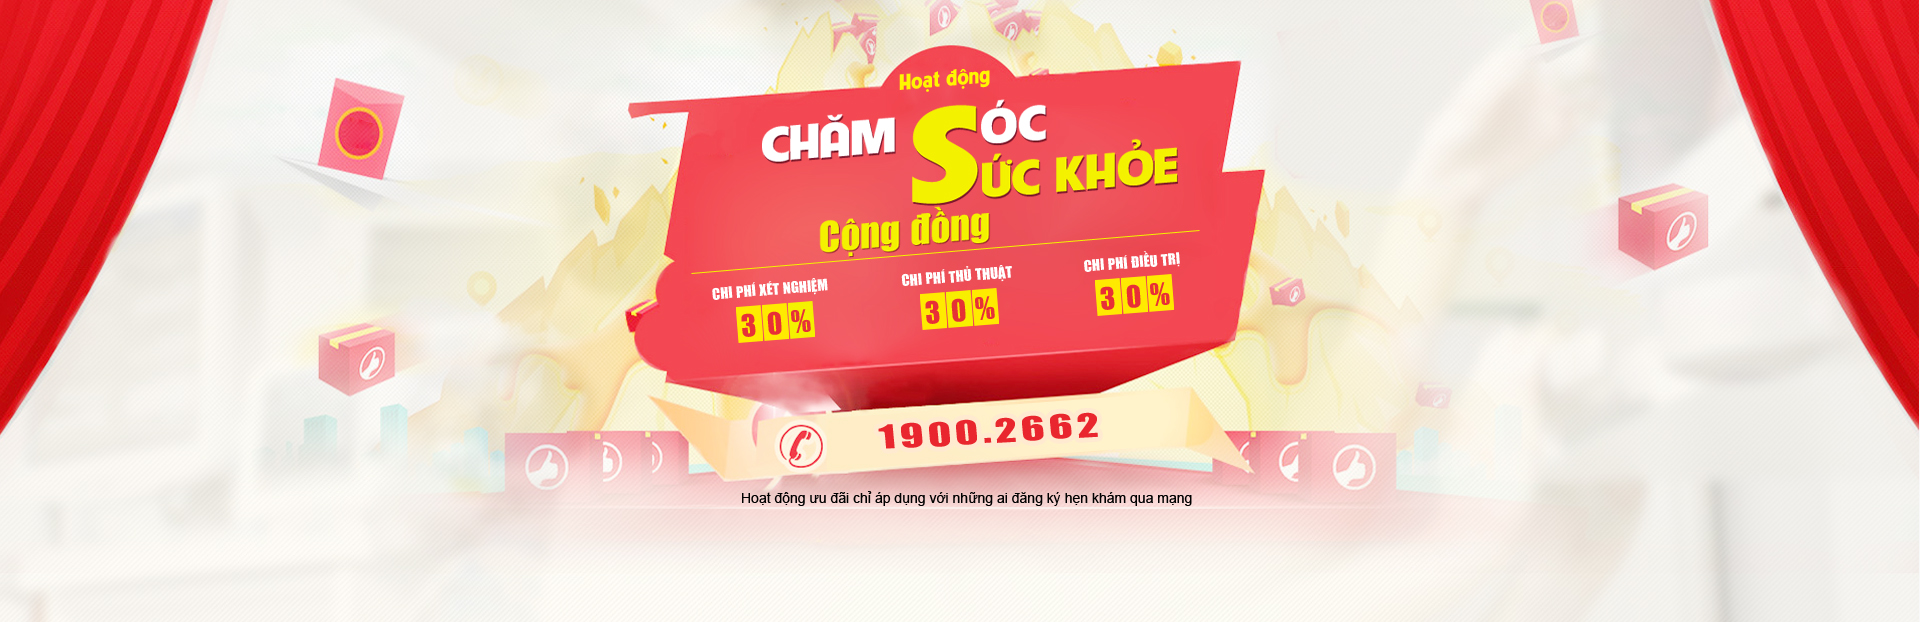 Hoạt động
CHĂM SÓC
SỨC KHỎE
Cộng đồng
CHI PHÍ XÉT NGHIỆM
30%
CHI PHÍ THỦ THUẬT
30%
CHI PHÍ ĐIỀU TRỊ
30%
1900.2662
Hoạt động ưu đãi chỉ áp dụng với những ai đăng ký hẹn khám qua mạng